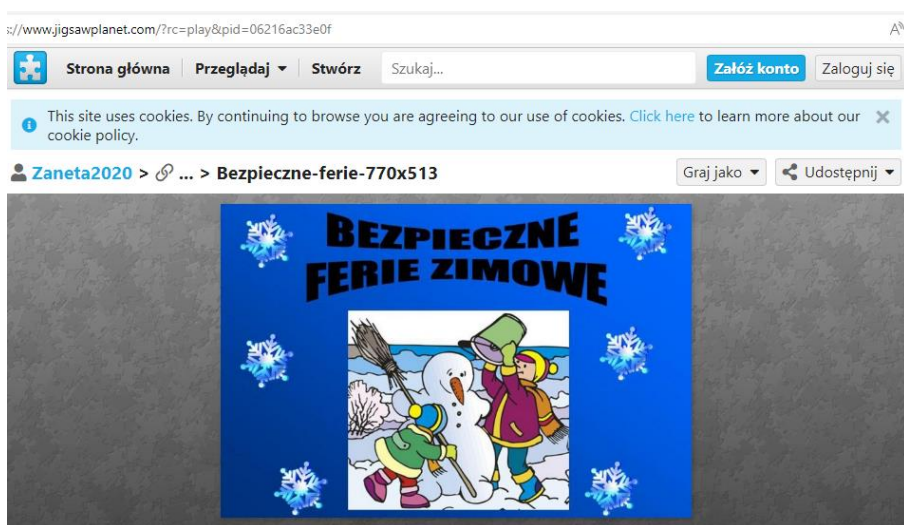 s://www.jigsawplanet.com/?rc=play&pid=06216ac33e0f
Strona główna Przeglądaj Stwórz Szukaj... Załóż konto Zaloguj się
This site uses cookies. By continuing to browse you are agreeing to our use of cookies. Click here to learn more about our
cookie policy.
Zaneta2020 > ... > Bezpieczne-ferie-770x513 Graj jako Udostępnij
BEZPIECZNE
FERIE ZIMOWE